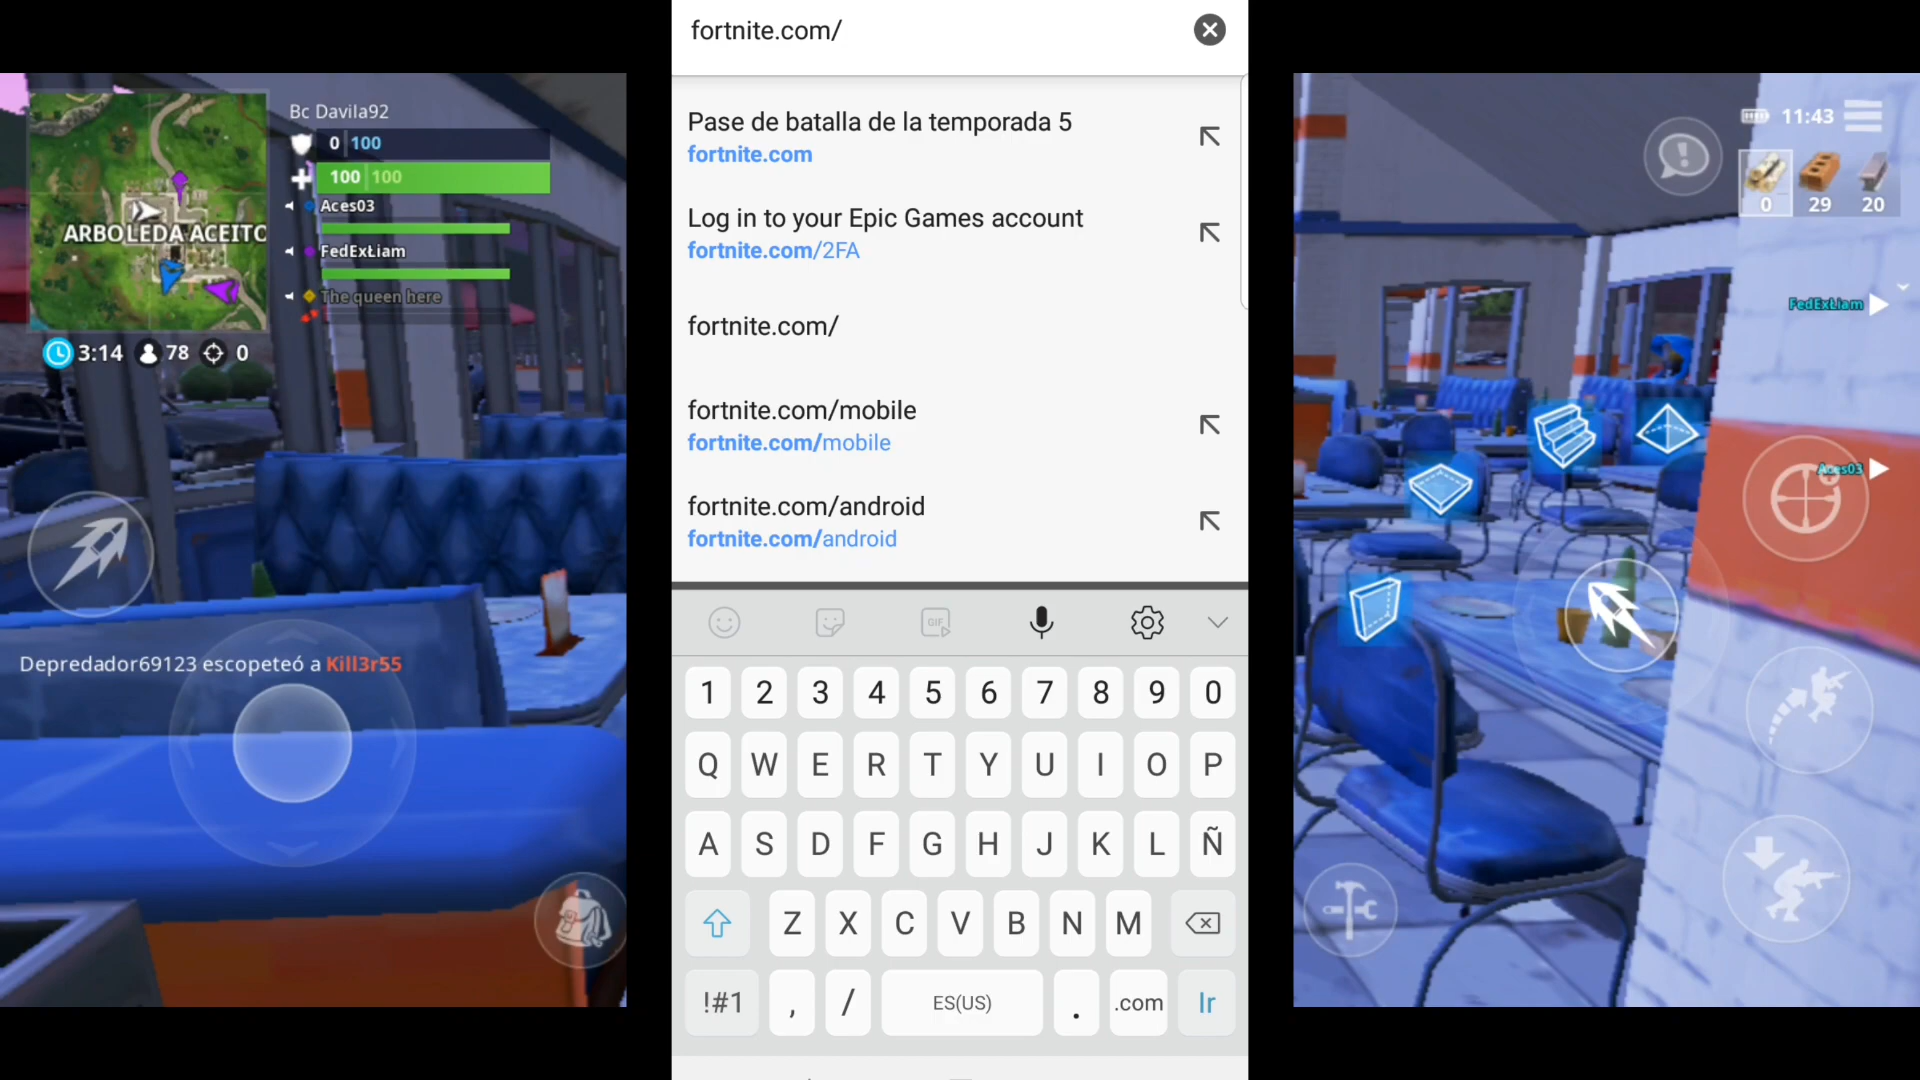 Bc Davila92
0 | 100
100 | 100
Aces03
FedExŁiam
The queen here
ARBOLEDA ACEITO
3:14 78 0
Depredador69123 escopeteó a Kill3r55
fortnite.com/
Pase de batalla de la temporada 5
fortnite.com
Log in to your Epic Games account
fortnite.com/2FA
fortnite.com/
fortnite.com/mobile
fortnite.com/mobile
fortnite.com/android
fortnite.com/android
GIF
1 2 3 4 5 6 7 8 9 0
Q W E R T Y U I O P
A S D F G H J K L Ñ
Z X C V B N M
!#1 , / ES(US) . .com Ir
11:43
0 29 20
FedExŁiam
Aces03